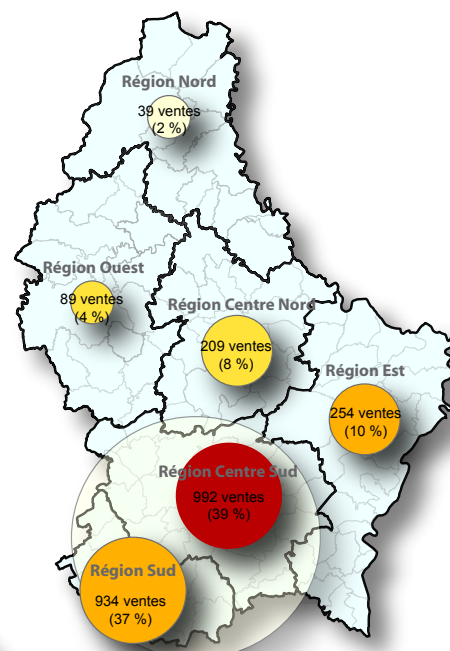 Région Nord
39 ventes
(2 %)
Région Ouest
89 ventes
(4 %)
Région Centre Nord
209 ventes
(8 %)
Région Est
254 ventes
(10 %)
Région Centre Sud
992 ventes
(39 %)
Région Sud
934 ventes
(37 %)